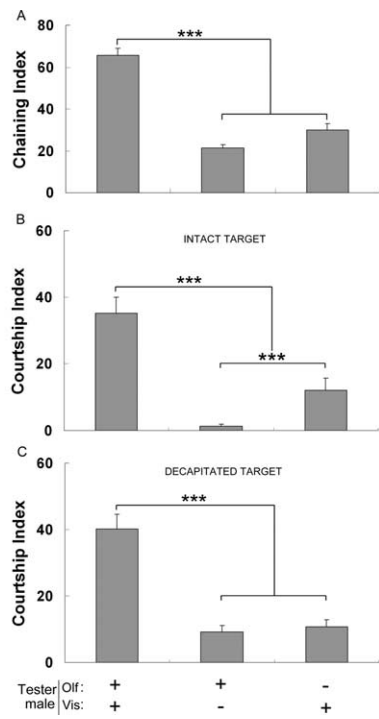 A
Chaining Index
80
60
40
20
0
***
B
INTACT TARGET
Courtship Index
60
40
20
0
***
***
C
DECAPITATED TARGET
Courtship Index
60
40
20
0
***
Tester male
Olf: + + -
Vis: + - +